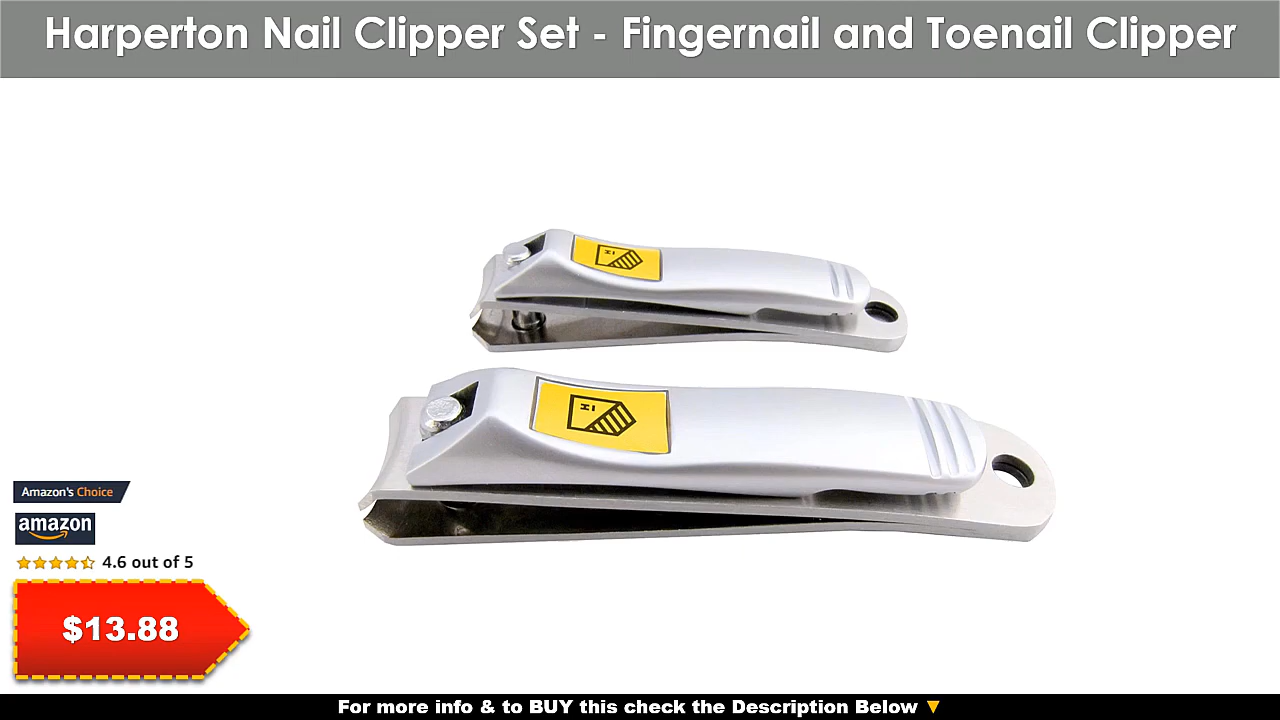 Harperton Nail Clipper Set - Fingernail and Toenail Clipper
H
H
Amazon's Choice
amazon
4.6 out of 5
$13.88
For more info & to BUY this check the Description Below ▼